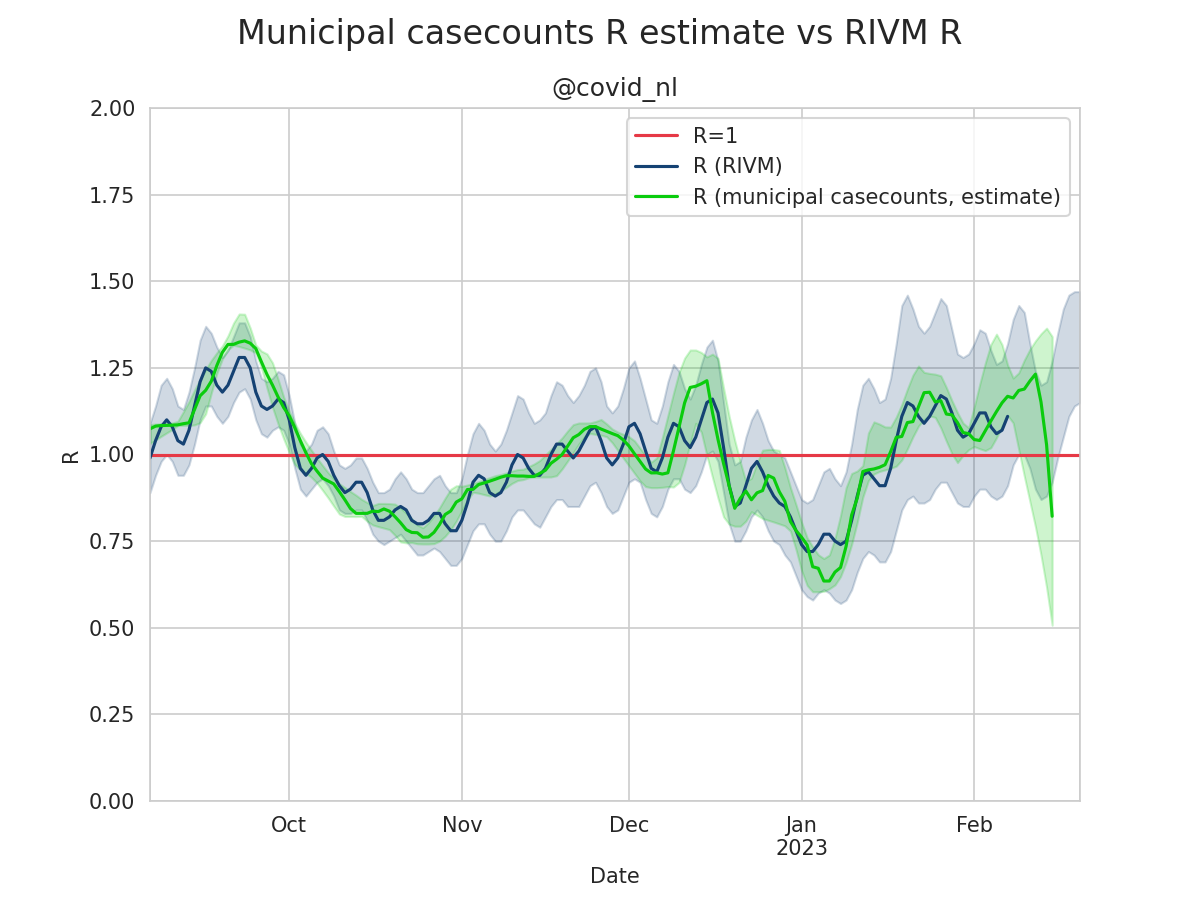 Municipal casecounts R estimate vs RIVM R
@covid_nl
2.00
1.75
1.50
1.25
1.00
0.75
0.50
0.25
0.00
R
R=1
R (RIVM)
R (municipal casecounts, estimate)
Oct
Nov
Dec
Jan
2023
Feb
Date